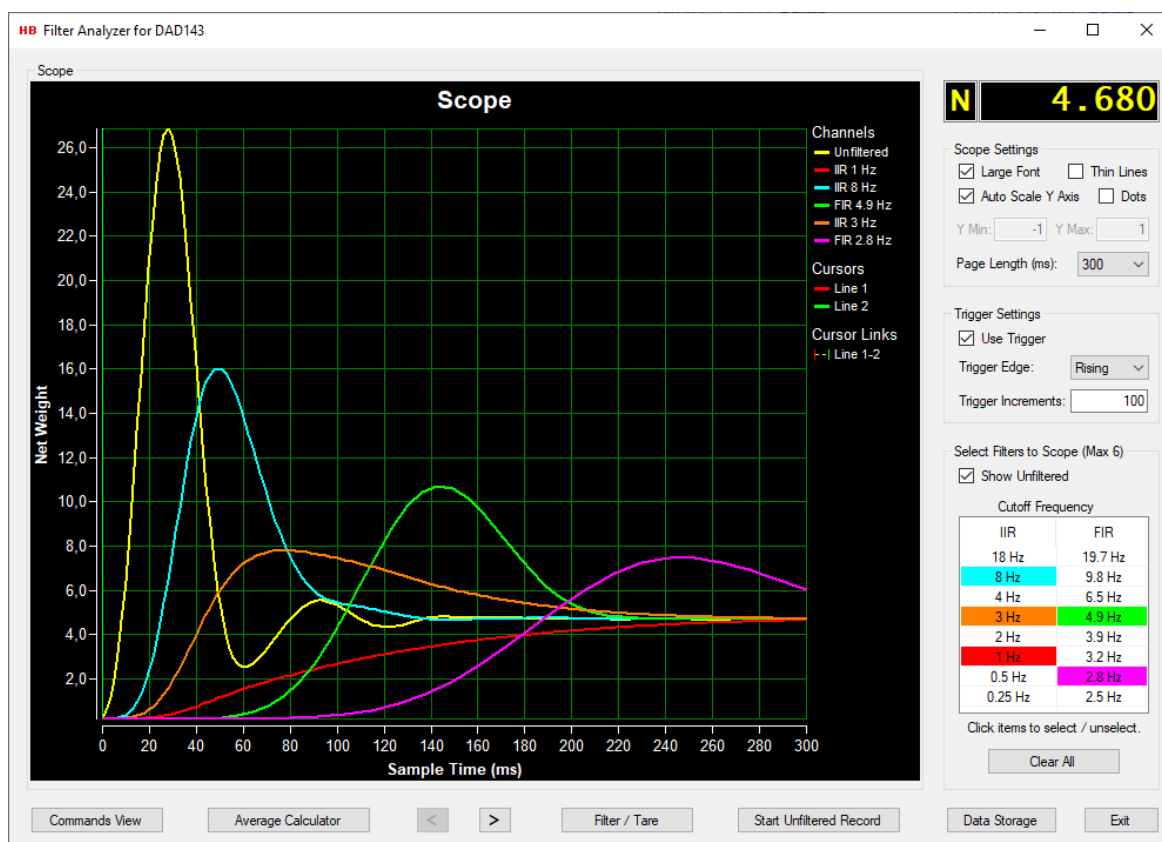 HB Filter Analyzer for DAD143
Scope
Scope
Net Weight
26,0
24,0
22,0
20,0
18,0
16,0
14,0
12,0
10,0
8,0
6,0
4,0
2,0
0 20 40 60 80 100 120 140 160 180 200 220 240 260 280 300
Sample Time (ms)
Channels
Unfiltered
IIR 1 Hz
IIR 8 Hz
FIR 4.9 Hz
IIR 3 Hz
FIR 2.8 Hz
Cursors
Line 1
Line 2
Cursor Links
Line 1-2
N 4.680
Scope Settings
Large Font Thin Lines
Auto Scale Y Axis Dots
Y Min: -1 Y Max: 1
Page Length (ms): 300
Trigger Settings
Use Trigger
Trigger Edge: Rising
Trigger Increments: 100
Select Filters to Scope (Max 6)
Show Unfiltered
Cutoff Frequency
IIR FIR
18 Hz 19.7 Hz
8 Hz 9.8 Hz
4 Hz 6.5 Hz
3 Hz 4.9 Hz
2 Hz 3.9 Hz
1 Hz 3.2 Hz
0.5 Hz 2.8 Hz
0.25 Hz 2.5 Hz
Click items to select / unselect.
Clear All
Commands View Average Calculator < > Filter / Tare Start Unfiltered Record Data Storage Exit